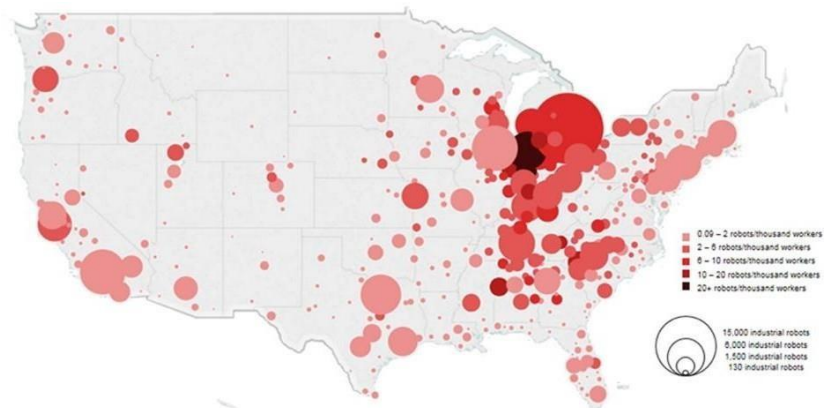 0.09 – 2 robots/thousand workers
2 – 6 robots/thousand workers
6 – 10 robots/thousand workers
10 – 20 robots/thousand workers
20+ robots/thousand workers
15,000 industrial robots
6,000 industrial robots
1,500 industrial robots
130 industrial robots